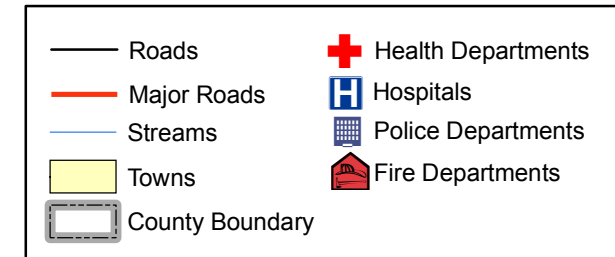 Roads
Major Roads
Streams
Towns
County Boundary
Health Departments
H Hospitals
Police Departments
Fire Departments